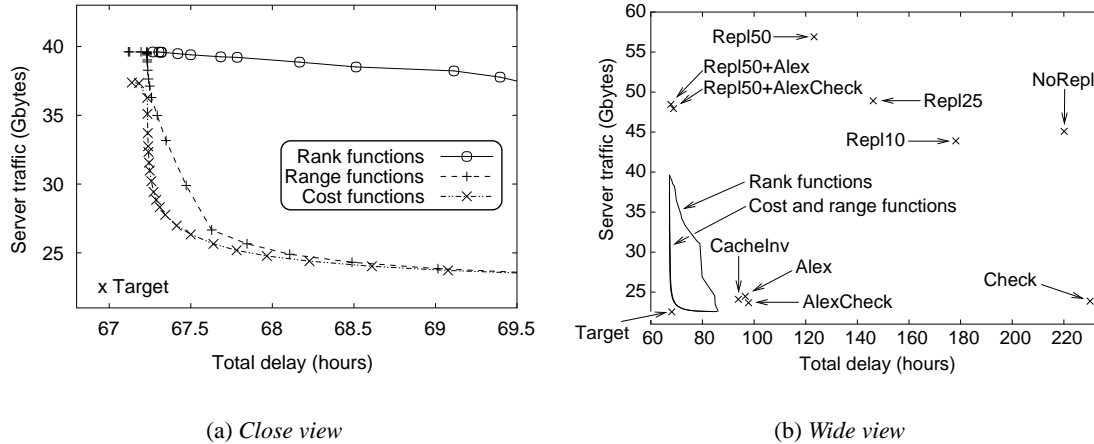 40
35
30
25
Server traffic (Gbytes)
Rank functions
Range functions
Cost functions
x Target
67
67.5
68
68.5
69
69.5
Total delay (hours)
(a) Close view
60
55
50
45
40
35
30
25
Server traffic (Gbytes)
Repl50
Repl50+Alex
Repl50+AlexCheck
Repl25
NoRepl
Repl10
Rank functions
Cost and range functions
CacheInv
Alex
Check
AlexCheck
Target
60
80
100
120
140
160
180
200
220
Total delay (hours)
(b) Wide view